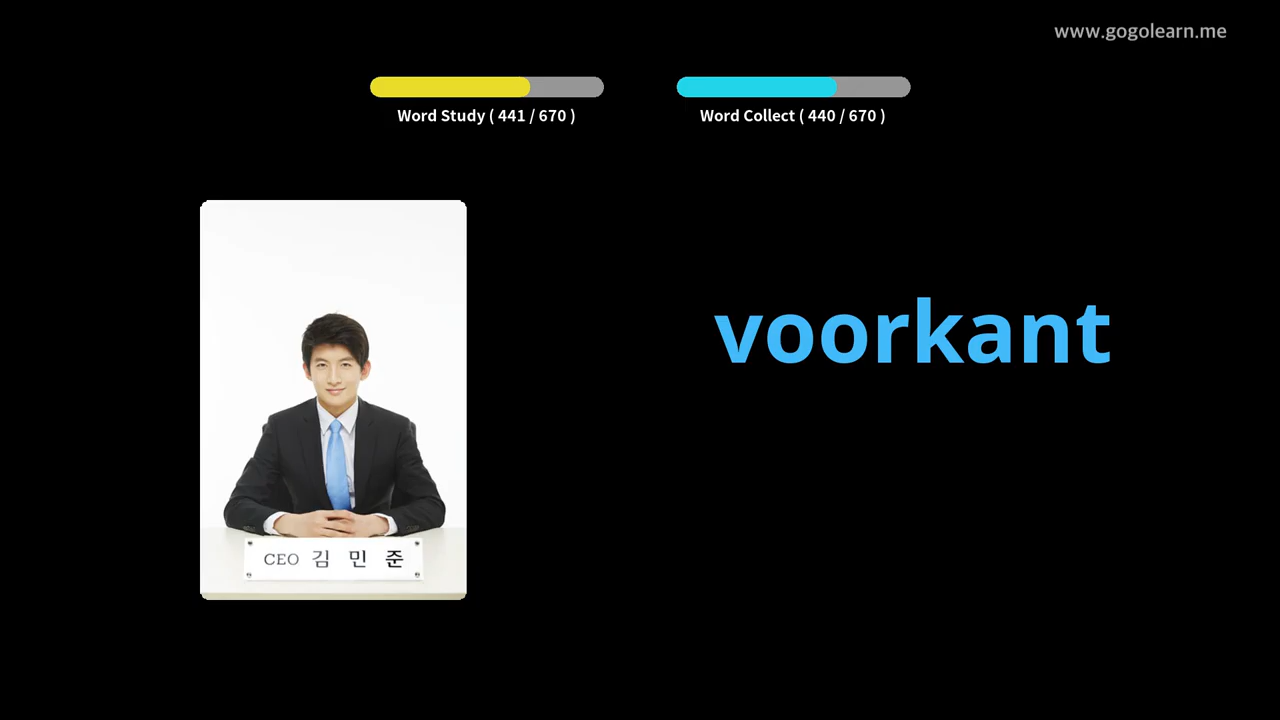 www.gogolearn.me
Word Study ( 441 / 670 )
Word Collect ( 440 / 670 )
voorkant
CEO 김 민 준